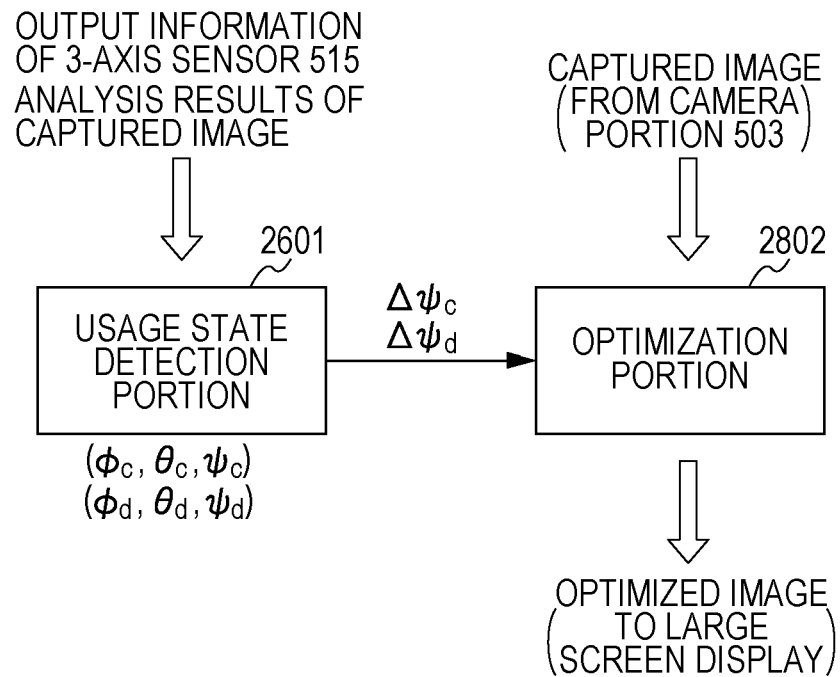 OUTPUT INFORMATION
OF 3-AXIS SENSOR 515
ANALYSIS RESULTS OF
CAPTURED IMAGE
CAPTURED IMAGE
(FROM CAMERA)
PORTION 503
2601
USAGE STATE
DETECTION
PORTION
(ϕc, θc, ψc)
(ϕd, θd, ψd)
Δψc
Δψd
2802
OPTIMIZATION
PORTION
OPTIMIZED IMAGE
(TO LARGE
SCREEN DISPLAY)